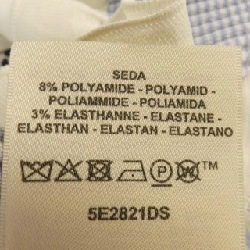 SEDA
8% POLYAMIDE - POLYAMID -
POLIAMMIDE - POLIAMIDA
3% ELASTHANNE - ELASTANE -
ELASTHAN - ELASTAN - ELASTANO
P W ™
5E2821DS